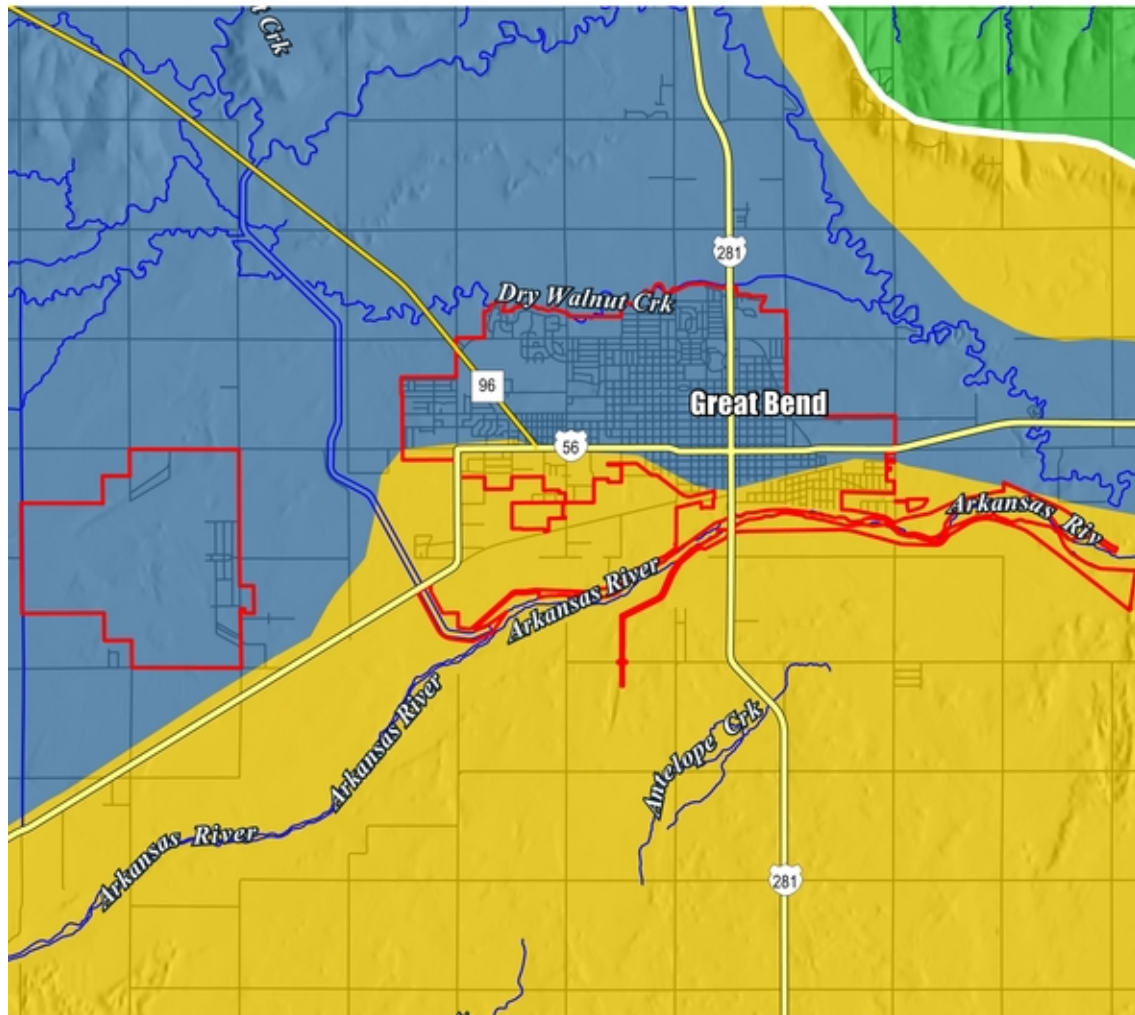 t Crk
281
Dry Walnut Crk
96
Great Bend
56
Arkansas Riv
Arkansas River
Arkansas River
Antelope Crk
Arkansas River
281